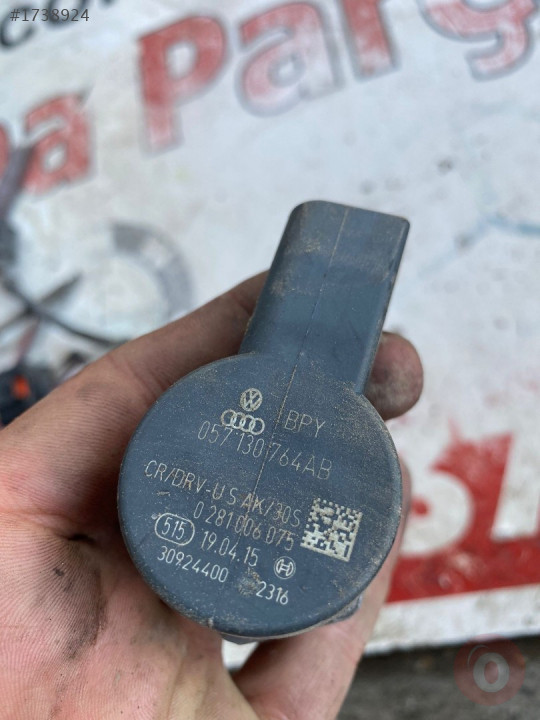 #1738924
Parç
BPY
057 130 764AB
CR/DRV-U S AK/30S
0 281 006 075
515 19.04.15
30924400 2316